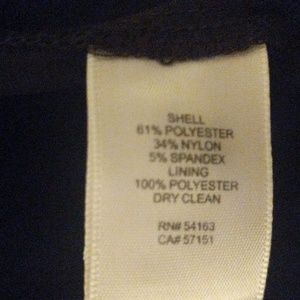 SHELL
61% POLYESTER
34% NYLON
5% SPANDEX
LINING
100% POLYESTER
DRY CLEAN
RN# 54163
CA# 57151